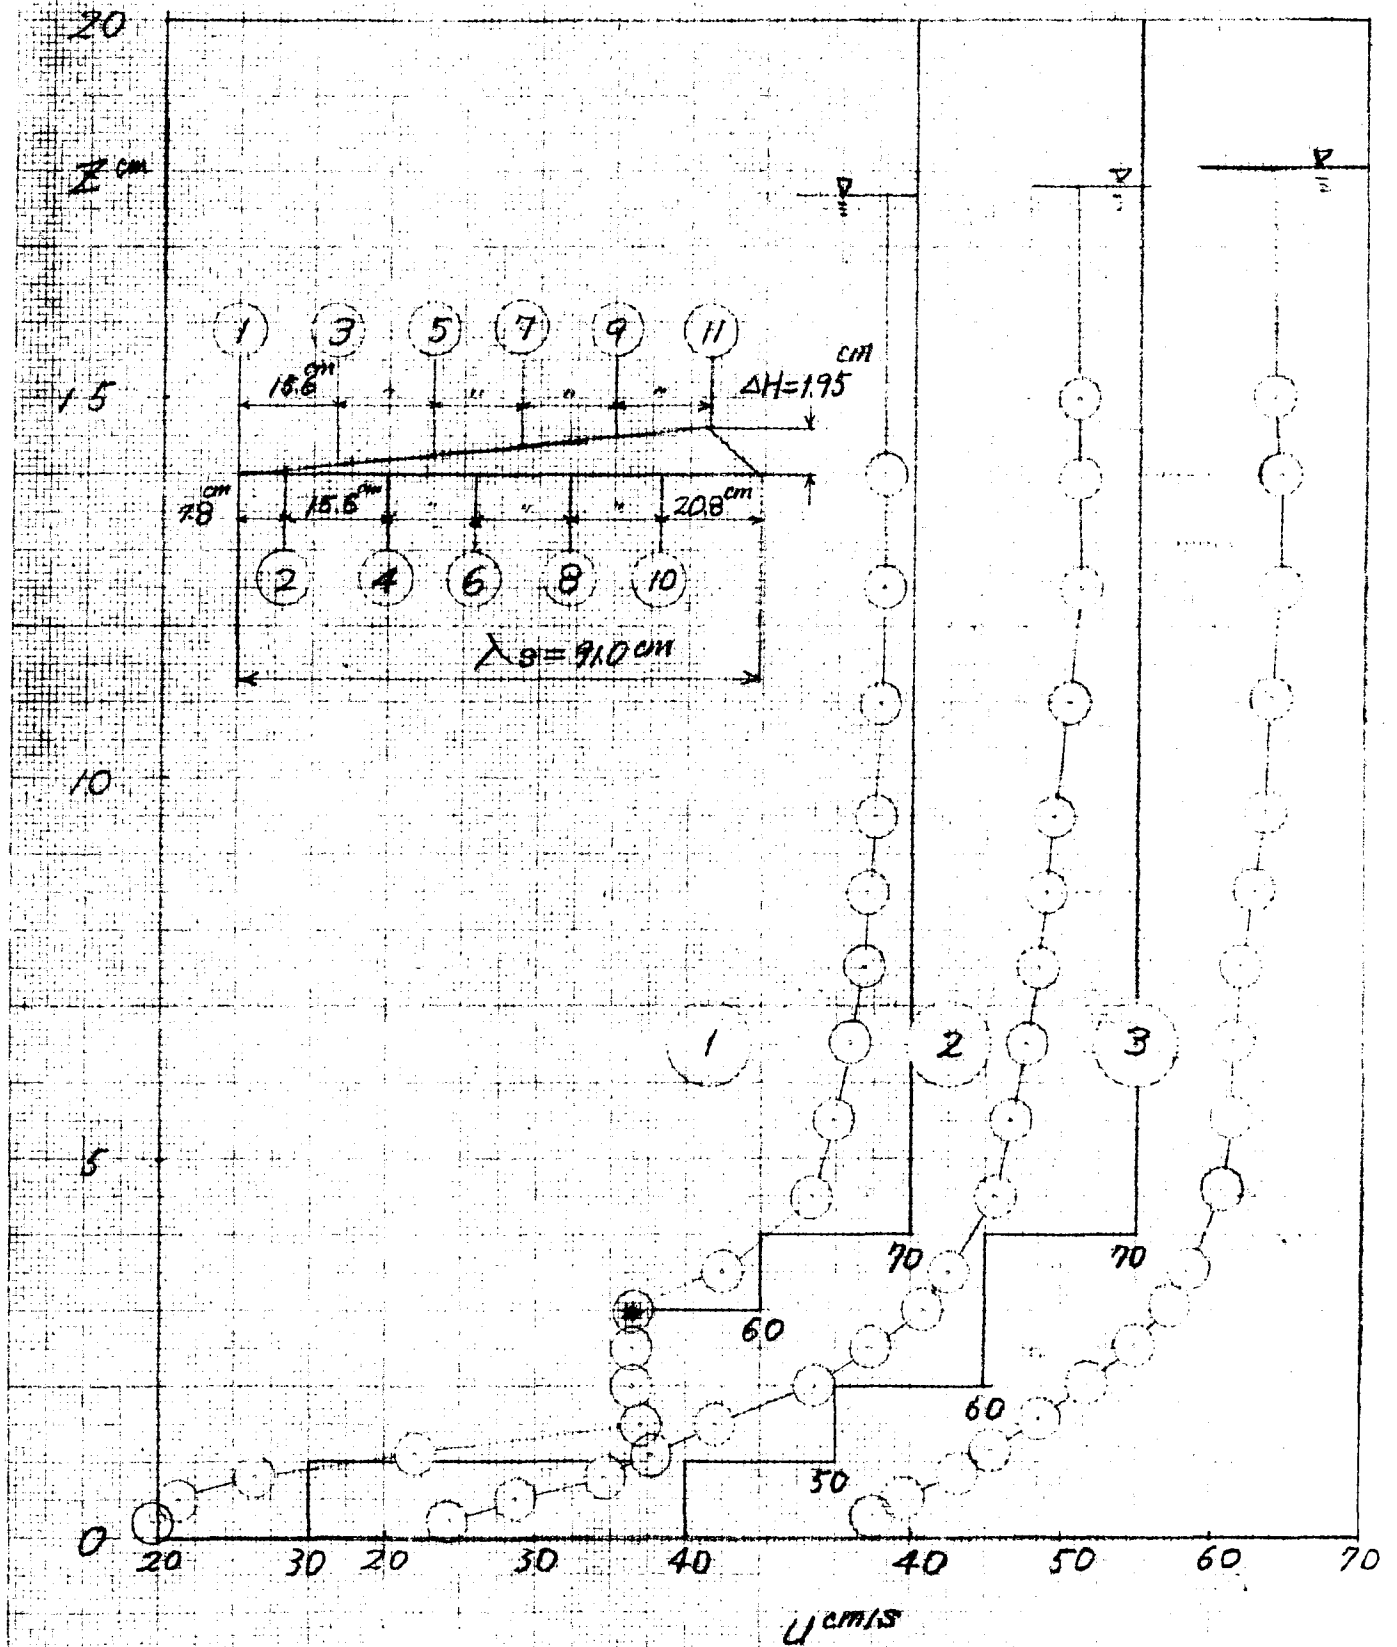 20
Z cm
1 3 5 7 9 11
15.6 cm " " " " ΔH=1.95 cm
15
7.8 cm 15.6 cm " " " 20.8 cm
2 4 6 8 10
λs=91.0 cm
10
1 2 3
5
70 70
60
60
50
0
20 30 20 30 40 40 50 60 70
u cm/s